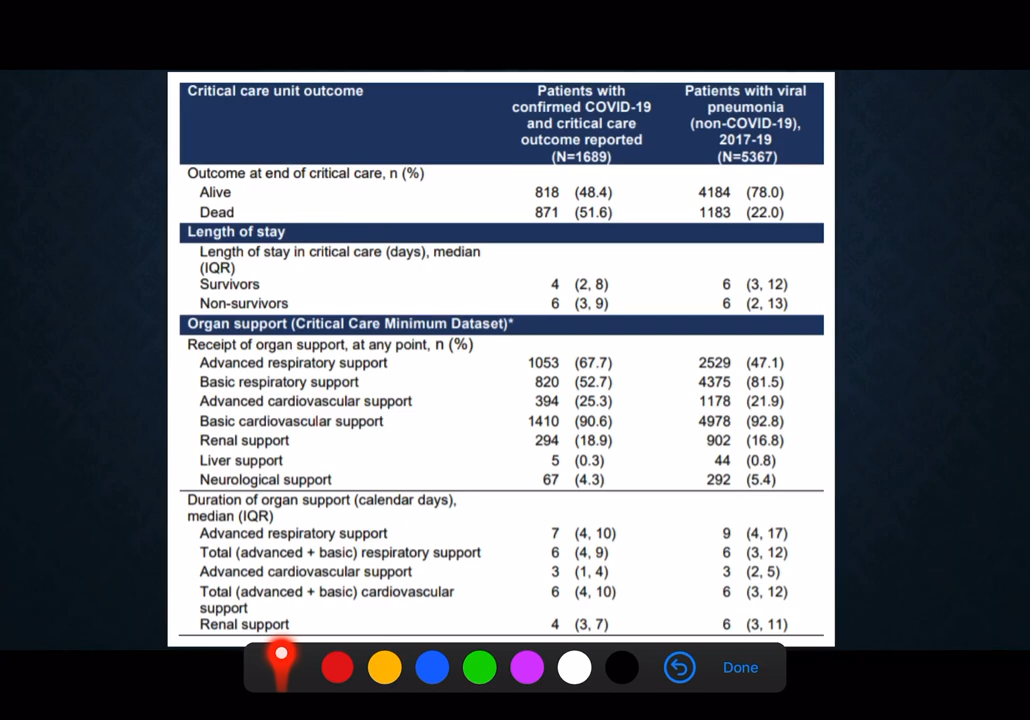 Critical care unit outcome
Patients with confirmed COVID-19 and critical care outcome reported (N=1689)
Patients with viral pneumonia (non-COVID-19), 2017-19 (N=5367)
Outcome at end of critical care, n (%)
Alive 818 (48.4) 4184 (78.0)
Dead 871 (51.6) 1183 (22.0)
Length of stay
Length of stay in critical care (days), median
(IQR)
Survivors 4 (2, 8) 6 (3, 12)
Non-survivors 6 (3, 9) 6 (2, 13)
Organ support (Critical Care Minimum Dataset)*
Receipt of organ support, at any point, n (%)
Advanced respiratory support 1053 (67.7) 2529 (47.1)
Basic respiratory support 820 (52.7) 4375 (81.5)
Advanced cardiovascular support 394 (25.3) 1178 (21.9)
Basic cardiovascular support 1410 (90.6) 4978 (92.8)
Renal support 294 (18.9) 902 (16.8)
Liver support 5 (0.3) 44 (0.8)
Neurological support 67 (4.3) 292 (5.4)
Duration of organ support (calendar days),
median (IQR)
Advanced respiratory support 7 (4, 10) 9 (4, 17)
Total (advanced + basic) respiratory support 6 (4, 9) 6 (3, 12)
Advanced cardiovascular support 3 (1, 4) 3 (2, 5)
Total (advanced + basic) cardiovascular 6 (4, 10) 6 (3, 12)
support
Renal support 4 (3, 7) 6 (3, 11)
Done